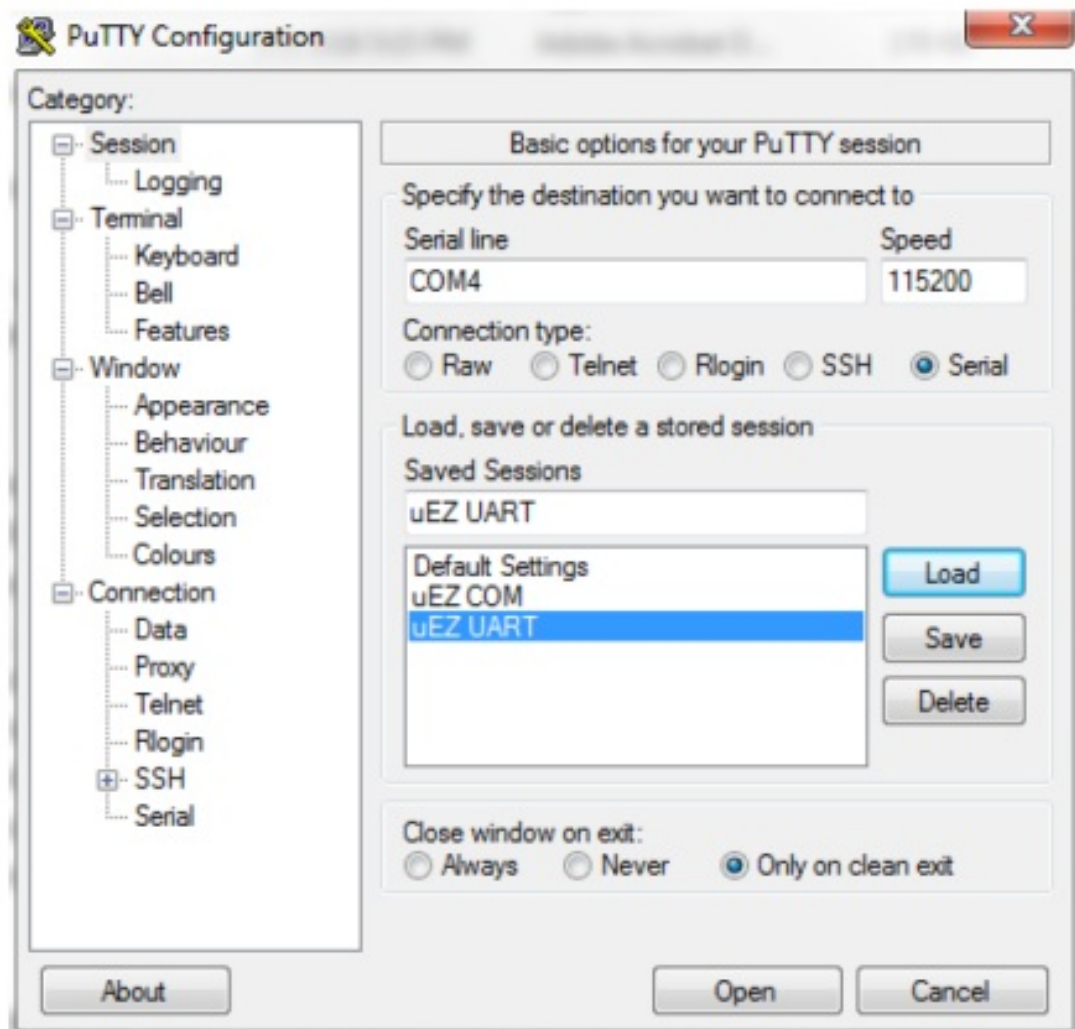 PuTTY Configuration
Category:
Session
Logging
Terminal
Keyboard
Bell
Features
Window
Appearance
Behaviour
Translation
Selection
Colours
Connection
Data
Proxy
Telnet
Rlogin
SSH
Serial
Basic options for your PuTTY session
Specify the destination you want to connect to
Serial line Speed
COM4 115200
Connection type:
Raw Telnet Rlogin SSH Serial
Load, save or delete a stored session
Saved Sessions
uEZ UART
Default Settings
uEZ COM
uEZ UART
Load
Save
Delete
Close window on exit:
Always Never Only on clean exit
About Open Cancel